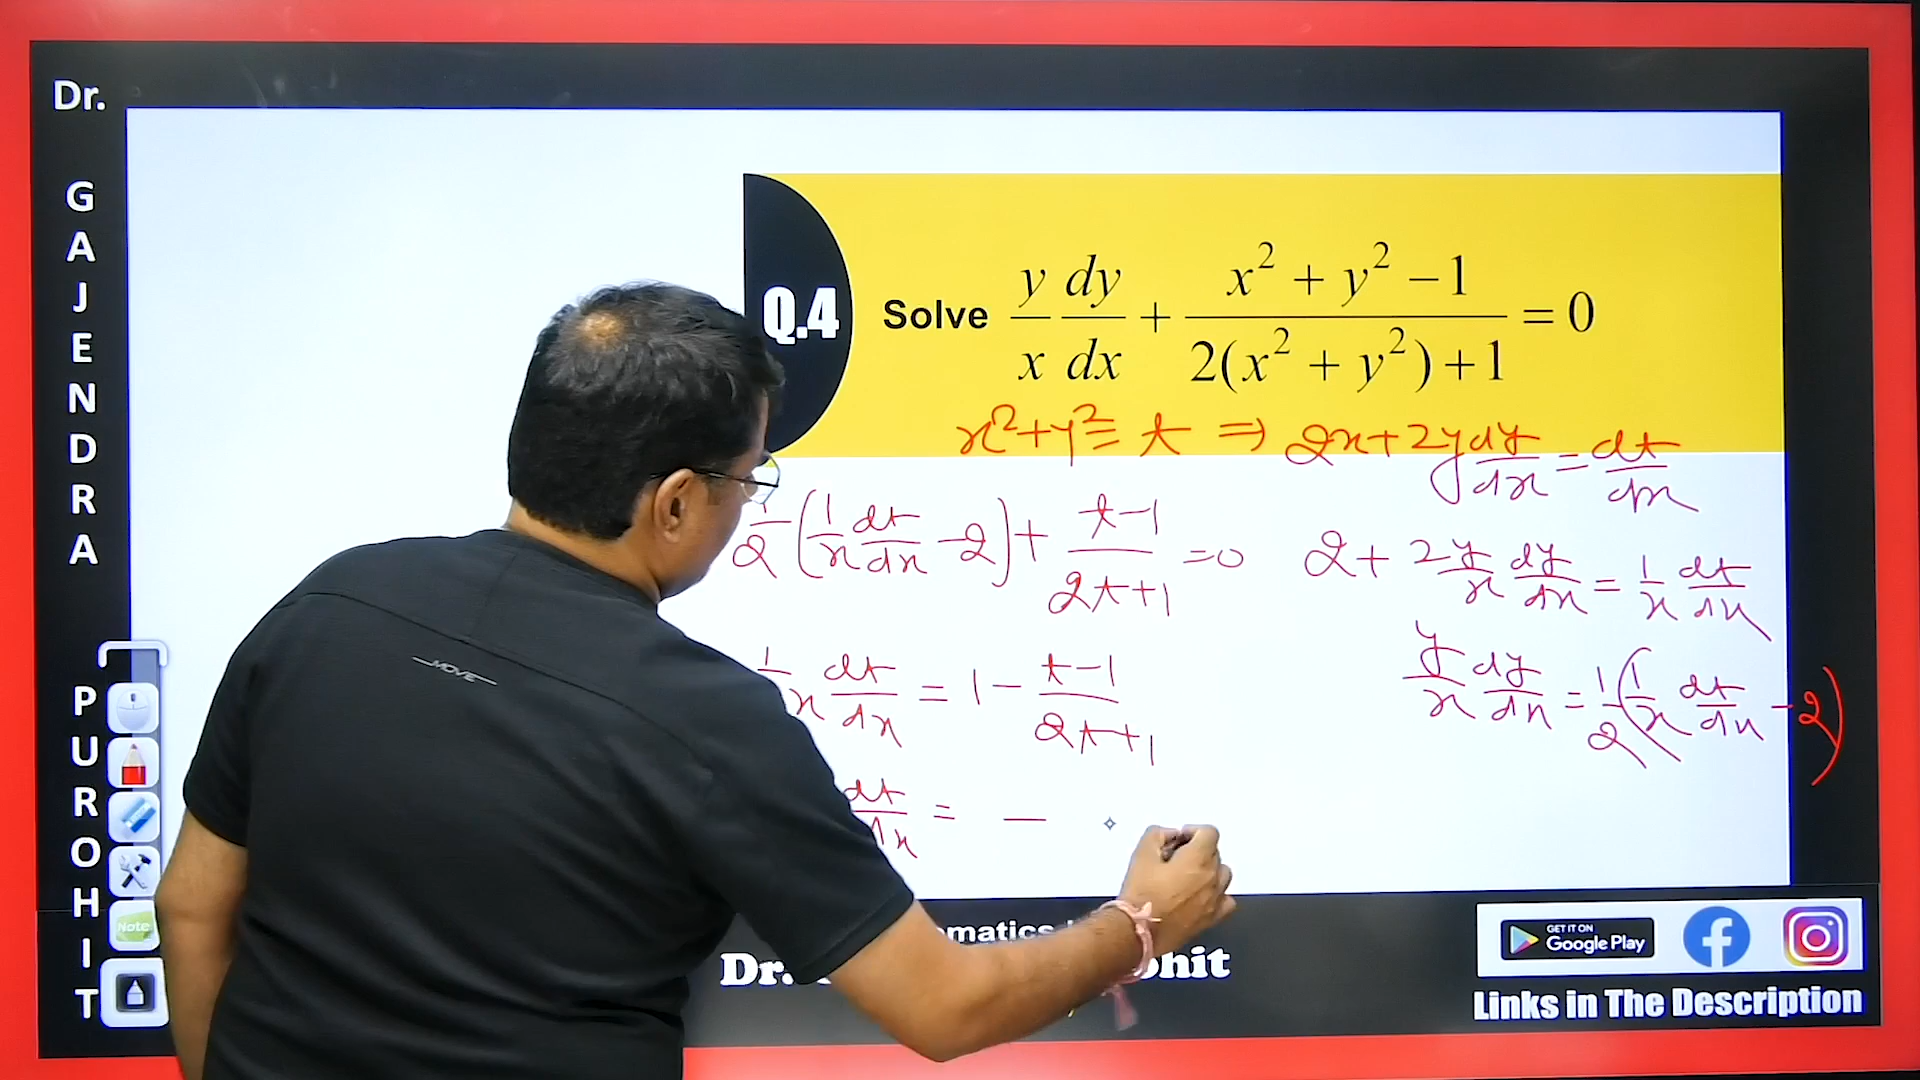 Dr.
GAJENDRA
PUROHIT
Q.4
Solve y/x dy/dx + (x² + y² − 1)/(2(x² + y²) + 1) = 0
x² + y² = t ⇒ 2x + 2y dy/dx = dt/dx
1/2 (1/x dt/dx − 2) + (t−1)/(2t+1) = 0
2 + 2y/x dy/dx = 1/x dt/dx
y/x dy/dx = 1/2 (1/x dt/dx − 2)
x dt/dx = 1 − (t−1)/(2t+1)
dt/dx = —
Note
MOVE
Dr.
GET IT ON
Google Play
Links in The Description